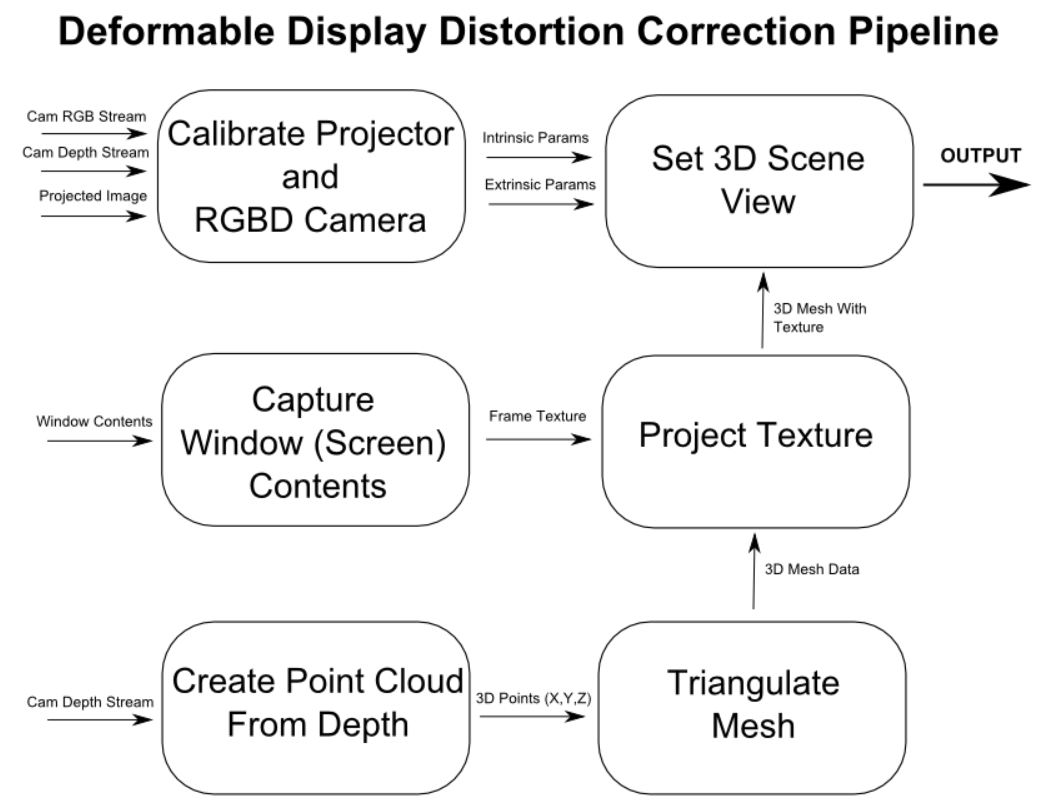 Deformable Display Distortion Correction Pipeline
Cam RGB Stream
Cam Depth Stream
Projected Image
Calibrate Projector
and
RGBD Camera
Intrinsic Params
Extrinsic Params
Set 3D Scene
View
OUTPUT
3D Mesh With
Texture
Window Contents
Capture
Window (Screen)
Contents
Frame Texture
Project Texture
3D Mesh Data
Cam Depth Stream
Create Point Cloud
From Depth
3D Points (X,Y,Z)
Triangulate
Mesh